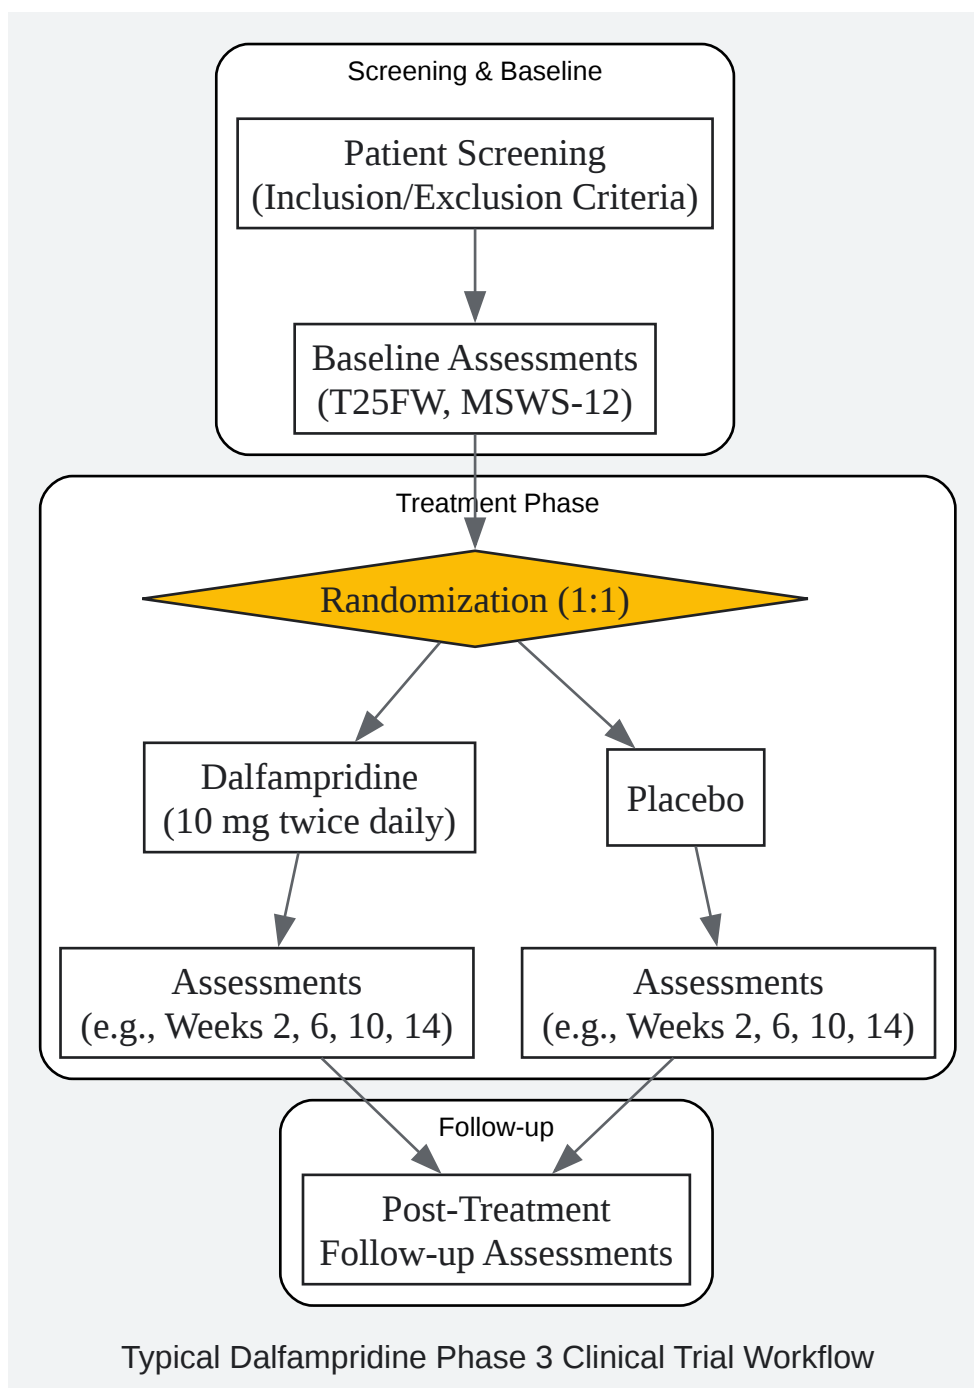 Screening & Baseline
Patient Screening
(Inclusion/Exclusion Criteria)
Baseline Assessments
(T25FW, MSWS-12)
Treatment Phase
Randomization (1:1)
Dalfampridine
(10 mg twice daily)
Placebo
Assessments
(e.g., Weeks 2, 6, 10, 14)
Assessments
(e.g., Weeks 2, 6, 10, 14)
Follow-up
Post-Treatment
Follow-up Assessments
Typical Dalfampridine Phase 3 Clinical Trial Workflow